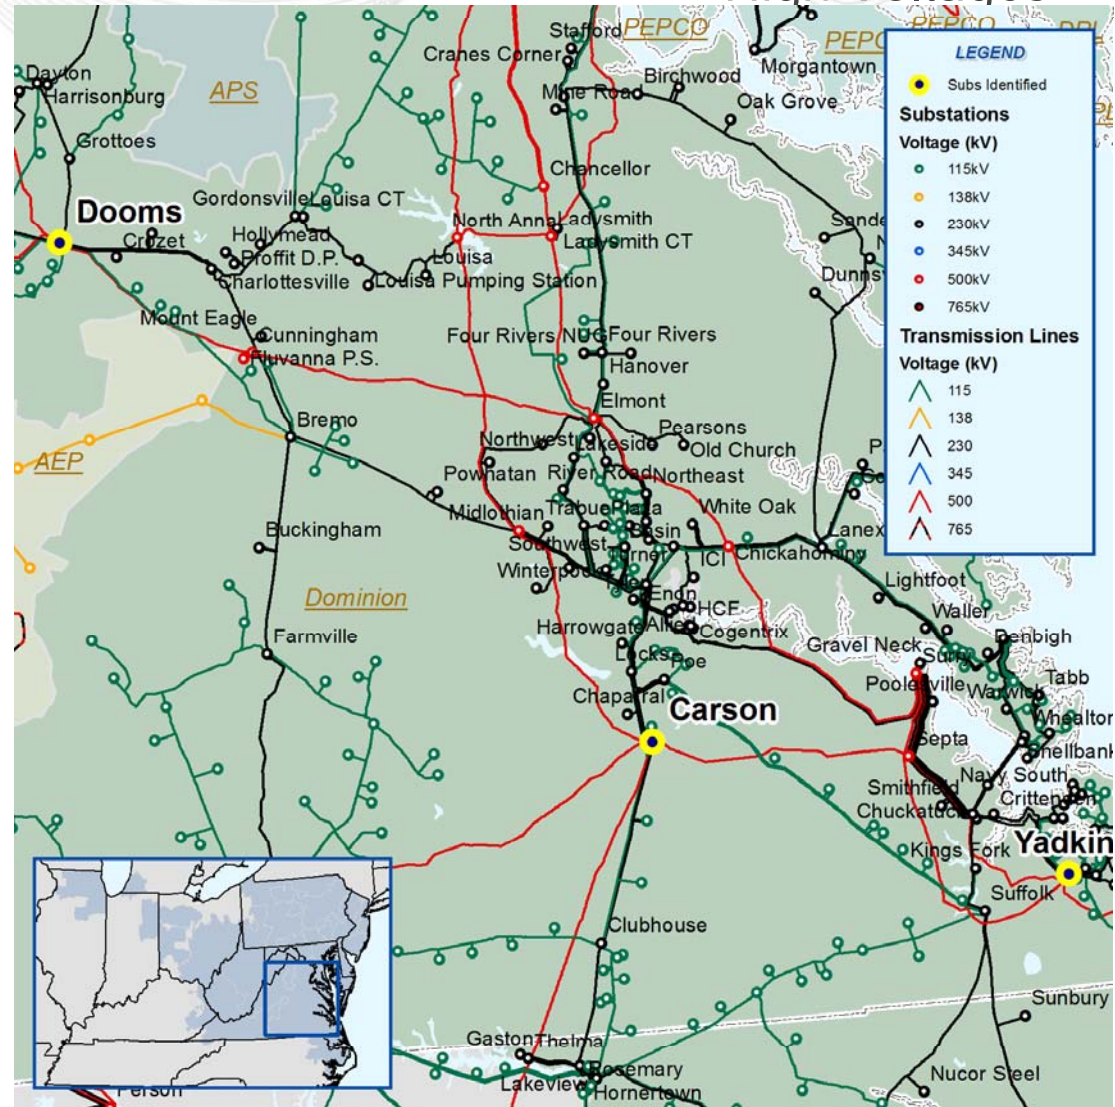 Stafford
PEPCO
PEPCO
Cranes Corner
PEPC
Morgantown
Dayton
Harrisonburg
APS
Mine Road
Birchwood
Oak Grove
Grottoes
Chancellor
Gordonsville
Louisa CT
Dooms
North Anna
Ladysmith
Crozet
Hollymead
Ladysmith CT
Proffit D.P.
Louisa
Charlottesville
Louisa Pumping Station
Mount Eagle
Cunningham
Four Rivers NUG
Four Rivers
Fluvanna P.S.
Hanover
Elmont
Bremo
Pearsons
Northwest
Lakeside
Old Church
AEP
Powhatan
River Road
Northeast
Midlothian
Trabue
Plaza
White Oak
Basin
Lanex
Buckingham
Southwest
Turner
ICI
Chickahominy
Winterpock
Lightfoot
Dominion
Enon
HCF
Waller
Harrowgate
Allied
Cogentrix
Farmville
Gravel Neck
Denbigh
Locks
Poe
Surry
Poolesville
Warwick
Tabb
Chaparral
Carson
Whealton
Septa
Shellbank
Navy South
Smithfield
Crittenden
Chuckatuck
Yadkin
Kings Fork
Suffolk
Clubhouse
Sunbury
Gaston
Thelma
Rosemary
Lakeview
Hornertown
Nucor Steel
Person
LEGEND
Subs Identified
Substations
Voltage (kV)
115kV
138kV
230kV
345kV
500kV
765kV
Transmission Lines
Voltage (kV)
115
138
230
345
500
765